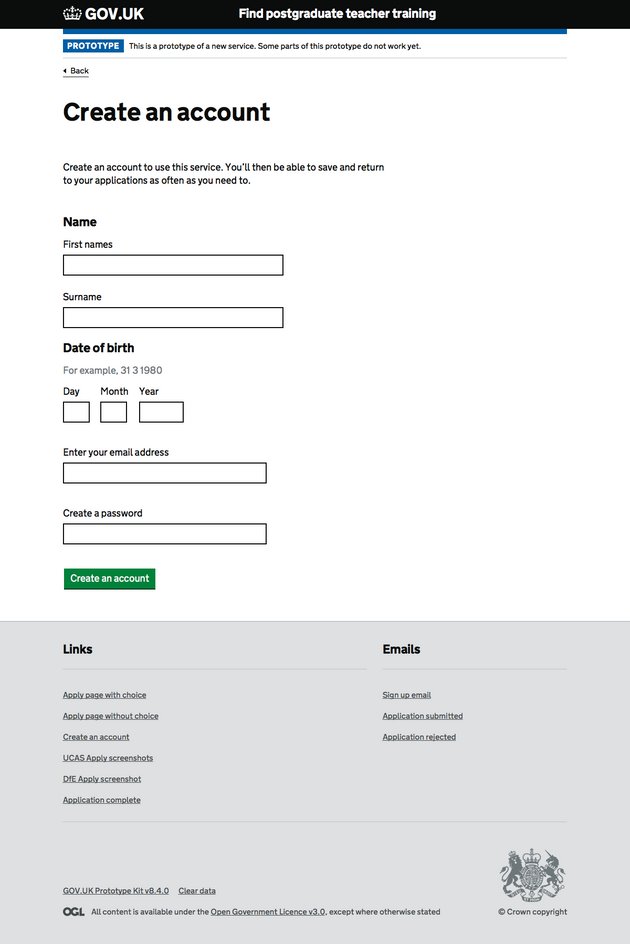 GOV.UK
Find postgraduate teacher training
PROTOTYPE This is a prototype of a new service. Some parts of this prototype do not work yet.
Back
Create an account
Create an account to use this service. You'll then be able to save and return
to your applications as often as you need to.
Name
First names
Surname
Date of birth
For example, 31 3 1980
Day Month Year
Enter your email address
Create a password
Create an account
Links
Apply page with choice
Apply page without choice
Create an account
UCAS Apply screenshots
DfE Apply screenshot
Application complete
Emails
Sign up email
Application submitted
Application rejected
GOV.UK Prototype Kit v8.4.0 Clear data
OGL All content is available under the Open Government Licence v3.0, except where otherwise stated
© Crown copyright